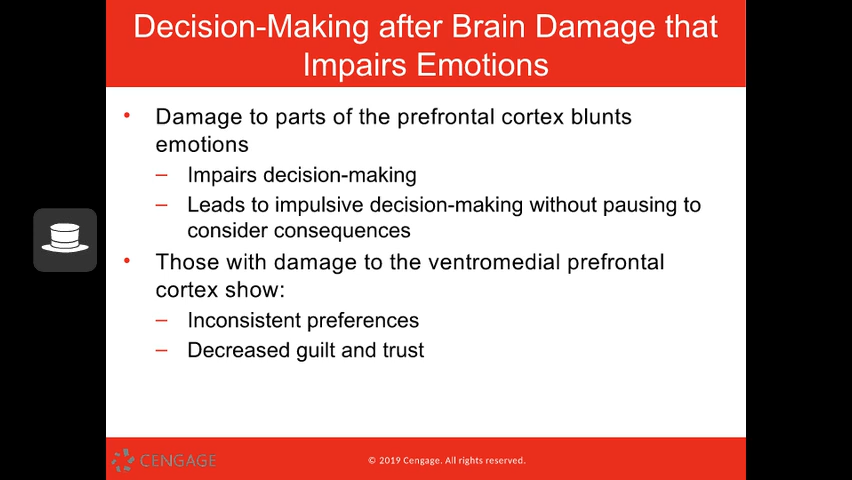 Decision-Making after Brain Damage that
Impairs Emotions
• Damage to parts of the prefrontal cortex blunts
emotions
– Impairs decision-making
– Leads to impulsive decision-making without pausing to
consider consequences
• Those with damage to the ventromedial prefrontal
cortex show:
– Inconsistent preferences
– Decreased guilt and trust
CENGAGE
© 2019 Cengage. All rights reserved.